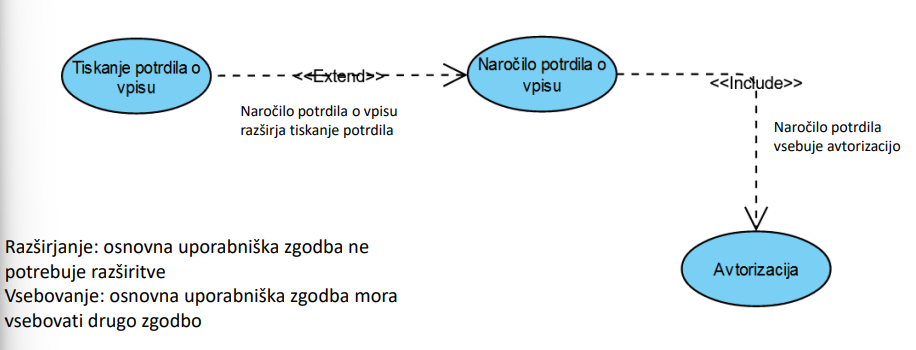 Tiskanje potrdila o
vpisu
<<Extend>>
Naročilo potrdila o
vpisu
<<Include>>
Naročilo potrdila o vpisu
razširja tiskanje potrdila
Naročilo potrdila
vsebuje avtorizacijo
Avtorizacija
Razširjanje: osnovna uporabniška zgodba ne
potrebuje razširitve
Vsebovanje: osnovna uporabniška zgodba mora
vsebovati drugo zgodbo